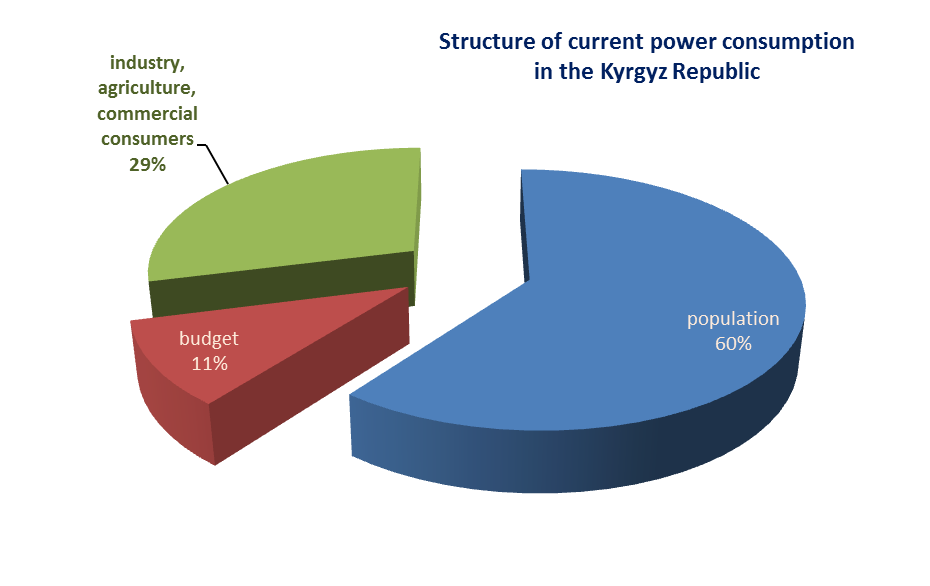 Structure of current power consumption
in the Kyrgyz Republic
industry,
agriculture,
commercial
consumers
29%
population
60%
budget
11%